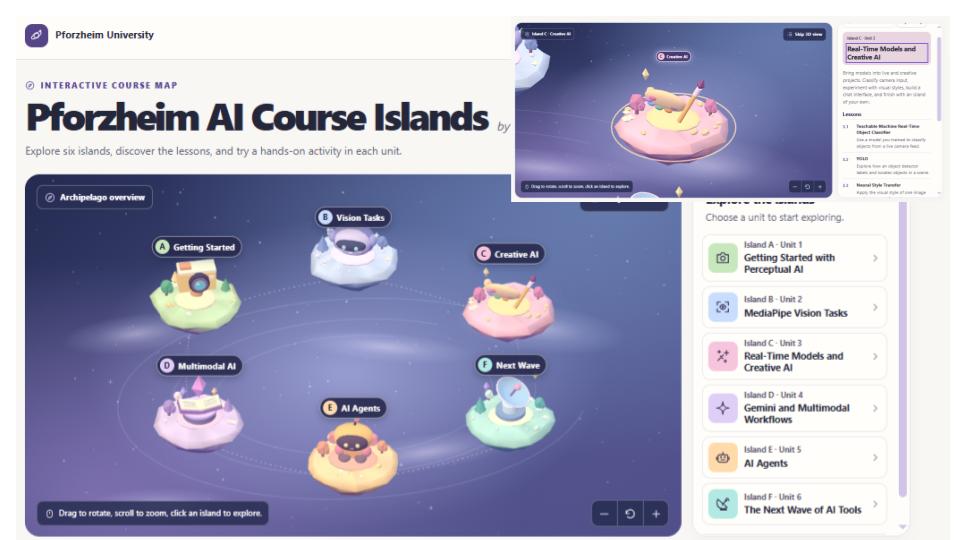 Pforzheim University
INTERACTIVE COURSE MAP
Pforzheim AI Course Islands by
Explore six islands, discover the lessons, and try a hands-on activity in each unit.
Archipelago overview
A Getting Started
B Vision Tasks
C Creative AI
D Multimodal AI
E AI Agents
F Next Wave
Drag to rotate, scroll to zoom, click an island to explore.
Island C · Creative AI
Skip 3D view
C Creative AI
Drag to rotate, scroll to zoom, click an island to explore.
Island C · Unit 3
Real-Time Models and
Creative AI
Bring models into live and creative
projects. Classify camera input,
experiment with visual styles, build a
chat interface, and finish with an island
of your own.
Lessons
3.1 Teachable Machine Real-Time
Object Classifier
Use a model you trained to classify
objects from a live camera feed.
3.2 YOLO
Explore how an object detector
labels and locates objects in a scene.
3.3 Neural Style Transfer
Apply the visual style of one image
Explore the Islands
Choose a unit to start exploring.
Island A · Unit 1
Getting Started with
Perceptual AI
Island B · Unit 2
MediaPipe Vision Tasks
Island C · Unit 3
Real-Time Models and
Creative AI
Island D · Unit 4
Gemini and Multimodal
Workflows
Island E · Unit 5
AI Agents
Island F · Unit 6
The Next Wave of AI Tools